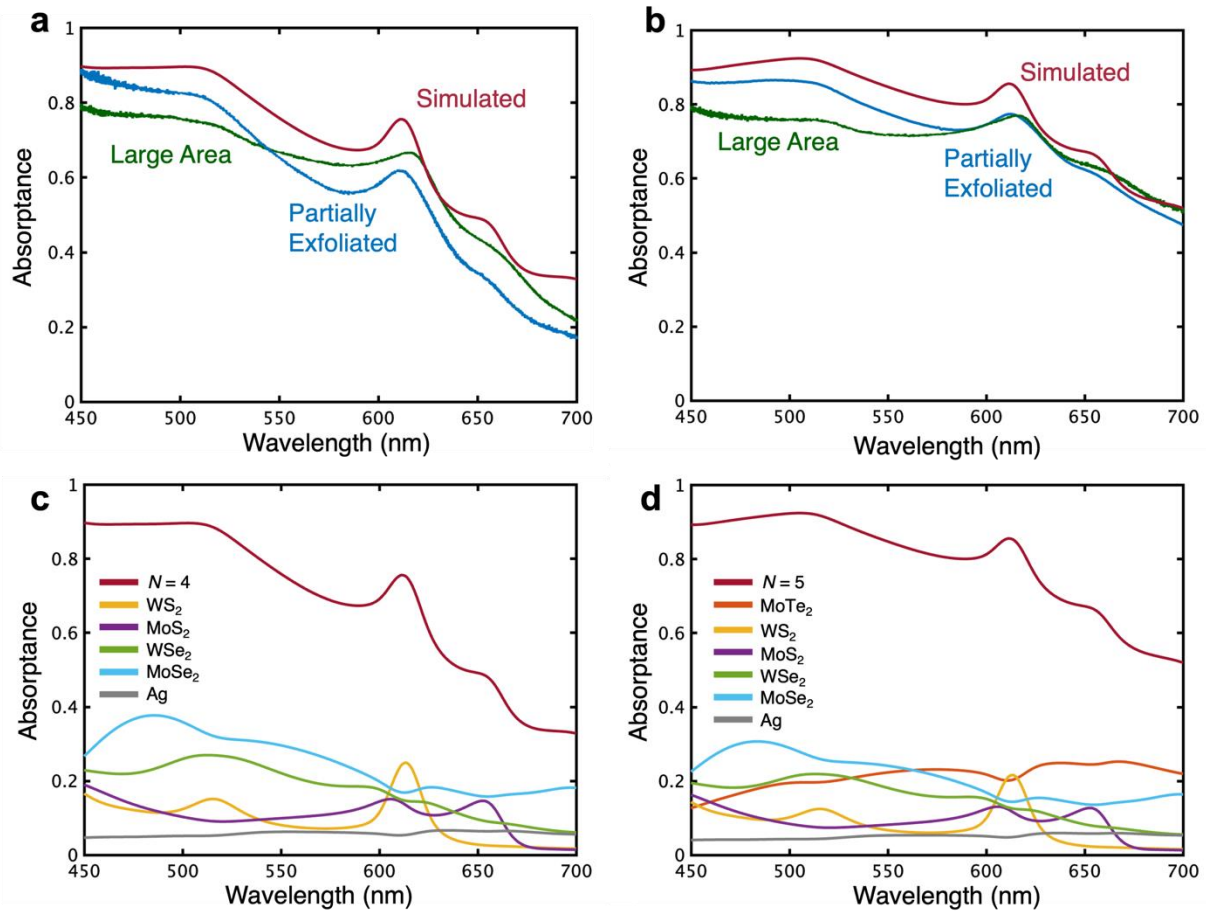 a
1
0.8
0.6
0.4
0.2
0
450
500
550
600
650
700
Absorptance
Wavelength (nm)
Simulated
Large Area
Partially
Exfoliated
b
1
0.8
0.6
0.4
0.2
0
450
500
550
600
650
700
Absorptance
Wavelength (nm)
Simulated
Large Area
Partially
Exfoliated
c
1
0.8
0.6
0.4
0.2
0
450
500
550
600
650
700
Absorptance
Wavelength (nm)
N = 4
WS₂
MoS₂
WSe₂
MoSe₂
Ag
d
1
0.8
0.6
0.4
0.2
0
450
500
550
600
650
700
Absorptance
Wavelength (nm)
N = 5
MoTe₂
WS₂
MoS₂
WSe₂
MoSe₂
Ag